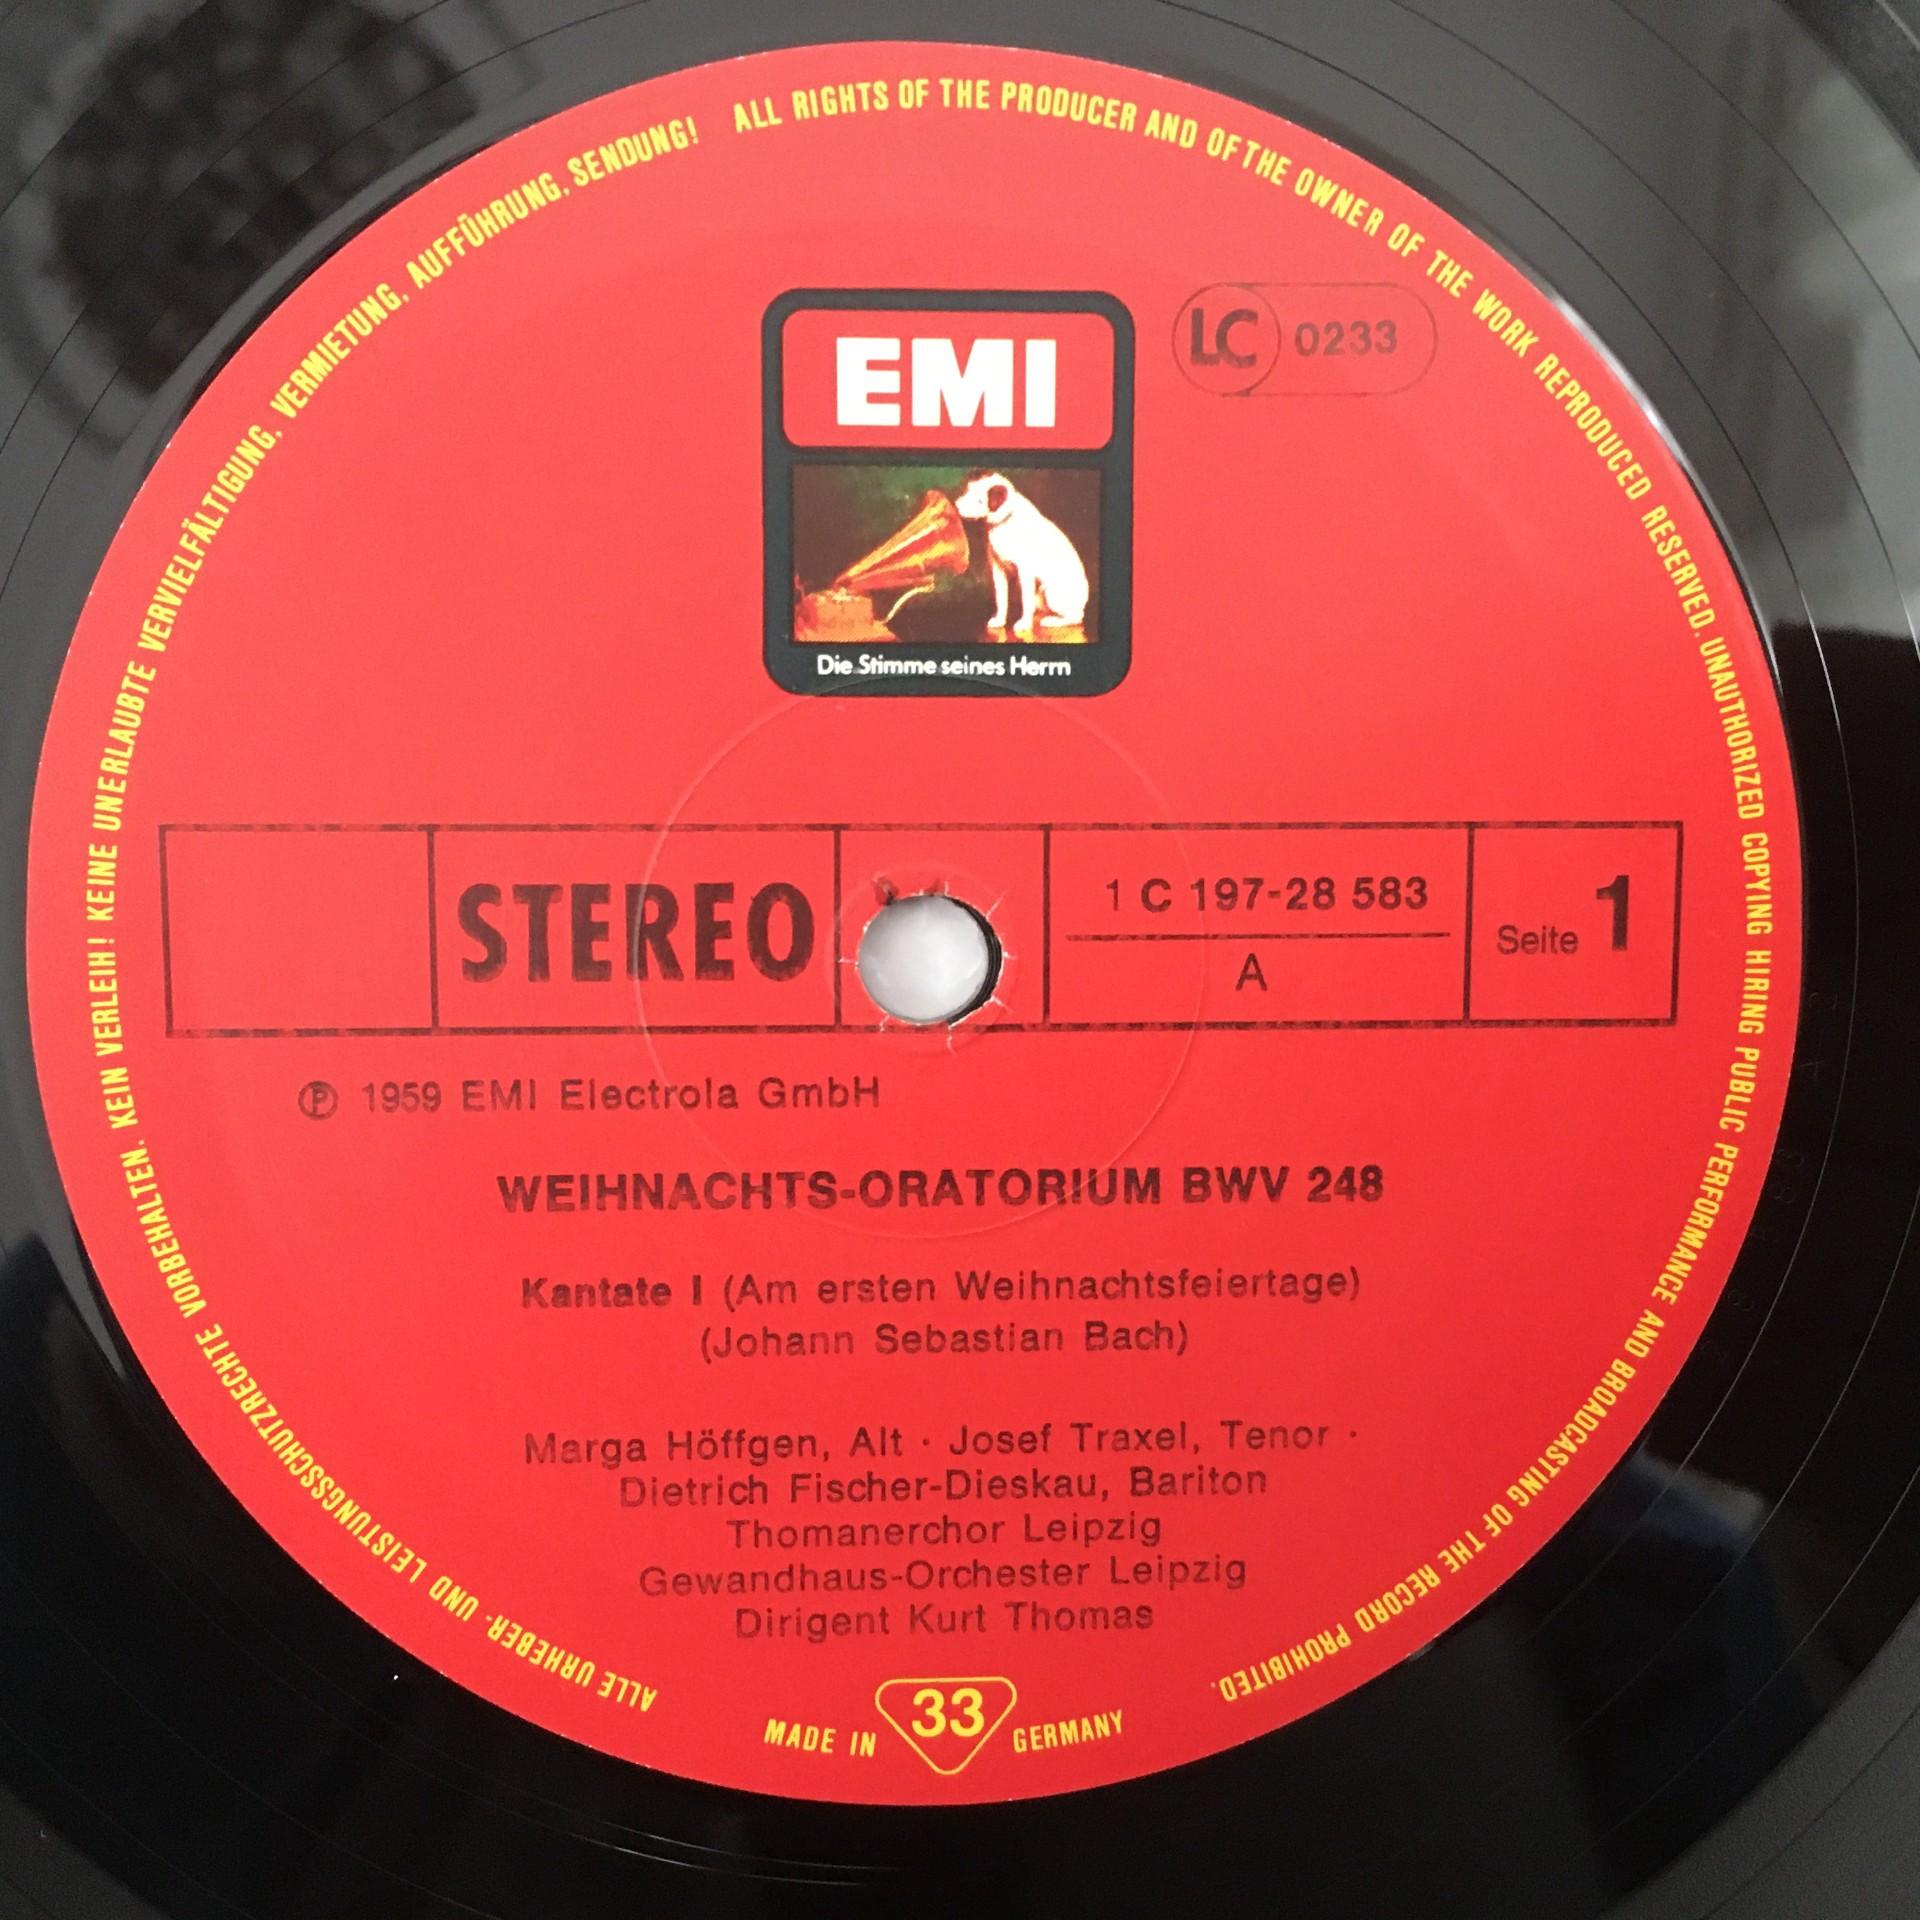 ALLE URHEBER- UND LEISTUNGSSCHUTZRECHTE VORBEHALTEN. KEIN VERLEIH! KEINE UNERLAUBTE VERVIELFÄLTIGUNG, VERMIETUNG, AUFFÜHRUNG, SENDUNG!
ALL RIGHTS OF THE PRODUCER AND OF THE OWNER OF THE WORK REPRODUCED RESERVED. UNAUTHORIZED COPYING HIRING PUBLIC PERFORMANCE AND BROADCASTING OF THE RECORD PROHIBITED.
EMI
LC 0233
Die Stimme seines Herrn
STEREO
1 C 197-28 583
A
Seite 1
℗ 1959 EMI Electrola GmbH
WEIHNACHTS-ORATORIUM BWV 248
Kantate I (Am ersten Weihnachtsfeiertage)
(Johann Sebastian Bach)
Marga Höffgen, Alt · Josef Traxel, Tenor ·
Dietrich Fischer-Dieskau, Bariton
Thomanerchor Leipzig
Gewandhaus-Orchester Leipzig
Dirigent Kurt Thomas
MADE IN 33 GERMANY